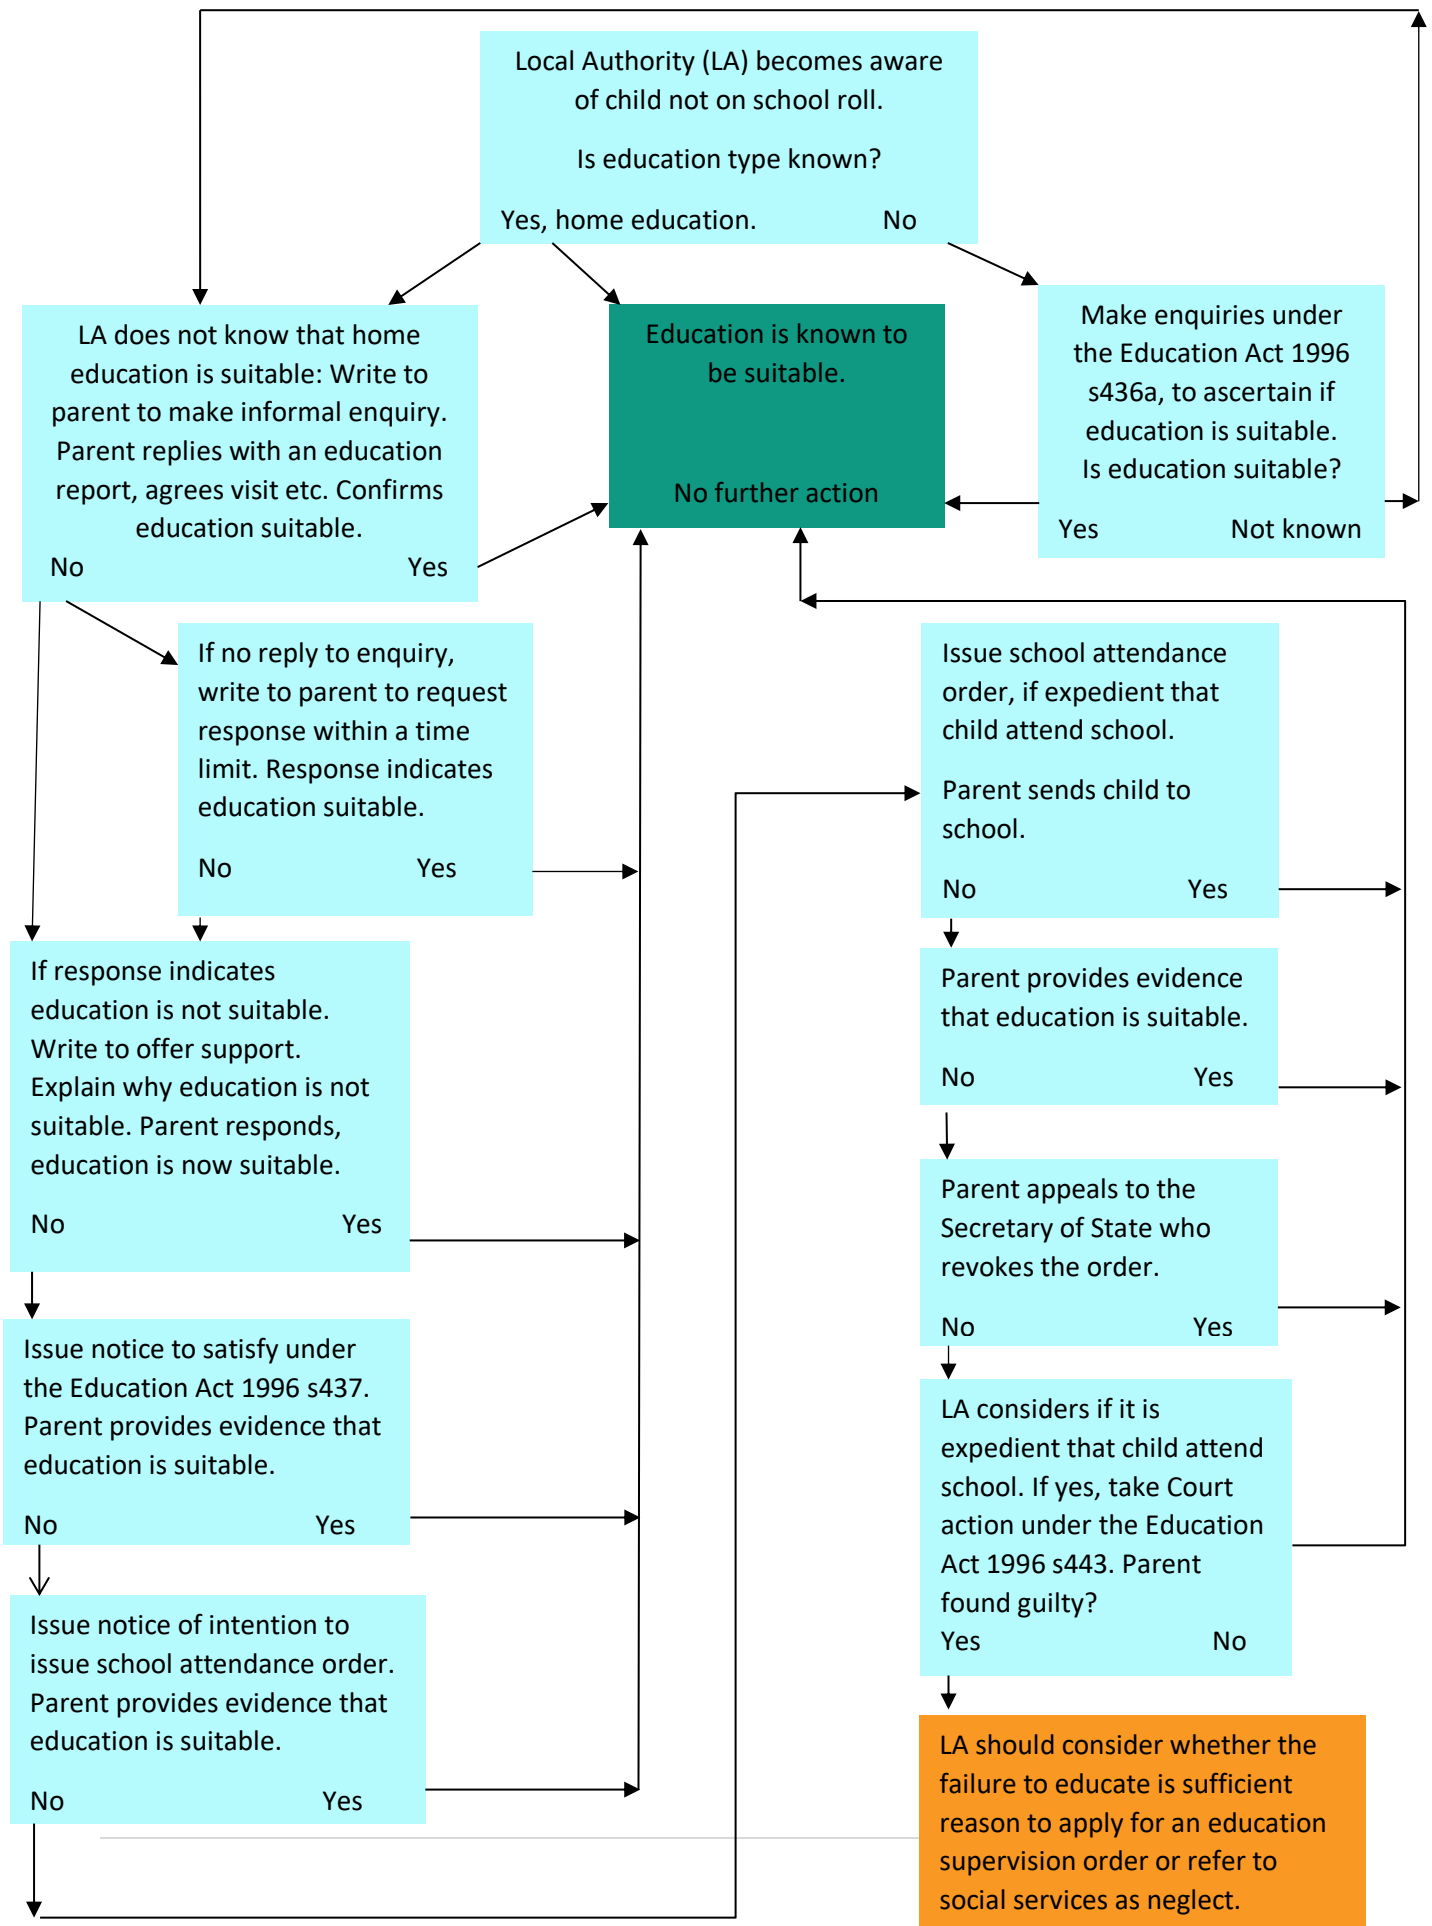 Local Authority (LA) becomes aware
of child not on school roll.
Is education type known?
Yes, home education. No
LA does not know that home
education is suitable: Write to
parent to make informal enquiry.
Parent replies with an education
report, agrees visit etc. Confirms
education suitable.
No Yes
Education is known to
be suitable.
No further action
Make enquiries under
the Education Act 1996
s436a, to ascertain if
education is suitable.
Is education suitable?
Yes Not known
If no reply to enquiry,
write to parent to request
response within a time
limit. Response indicates
education suitable.
No Yes
If response indicates
education is not suitable.
Write to offer support.
Explain why education is not
suitable. Parent responds,
education is now suitable.
No Yes
Issue notice to satisfy under
the Education Act 1996 s437.
Parent provides evidence that
education is suitable.
No Yes
Issue notice of intention to
issue school attendance order.
Parent provides evidence that
education is suitable.
No Yes
Issue school attendance
order, if expedient that
child attend school.
Parent sends child to
school.
No Yes
Parent provides evidence
that education is suitable.
No Yes
Parent appeals to the
Secretary of State who
revokes the order.
No Yes
LA considers if it is
expedient that child attend
school. If yes, take Court
action under the Education
Act 1996 s443. Parent
found guilty?
Yes No
LA should consider whether the
failure to educate is sufficient
reason to apply for an education
supervision order or refer to
social services as neglect.